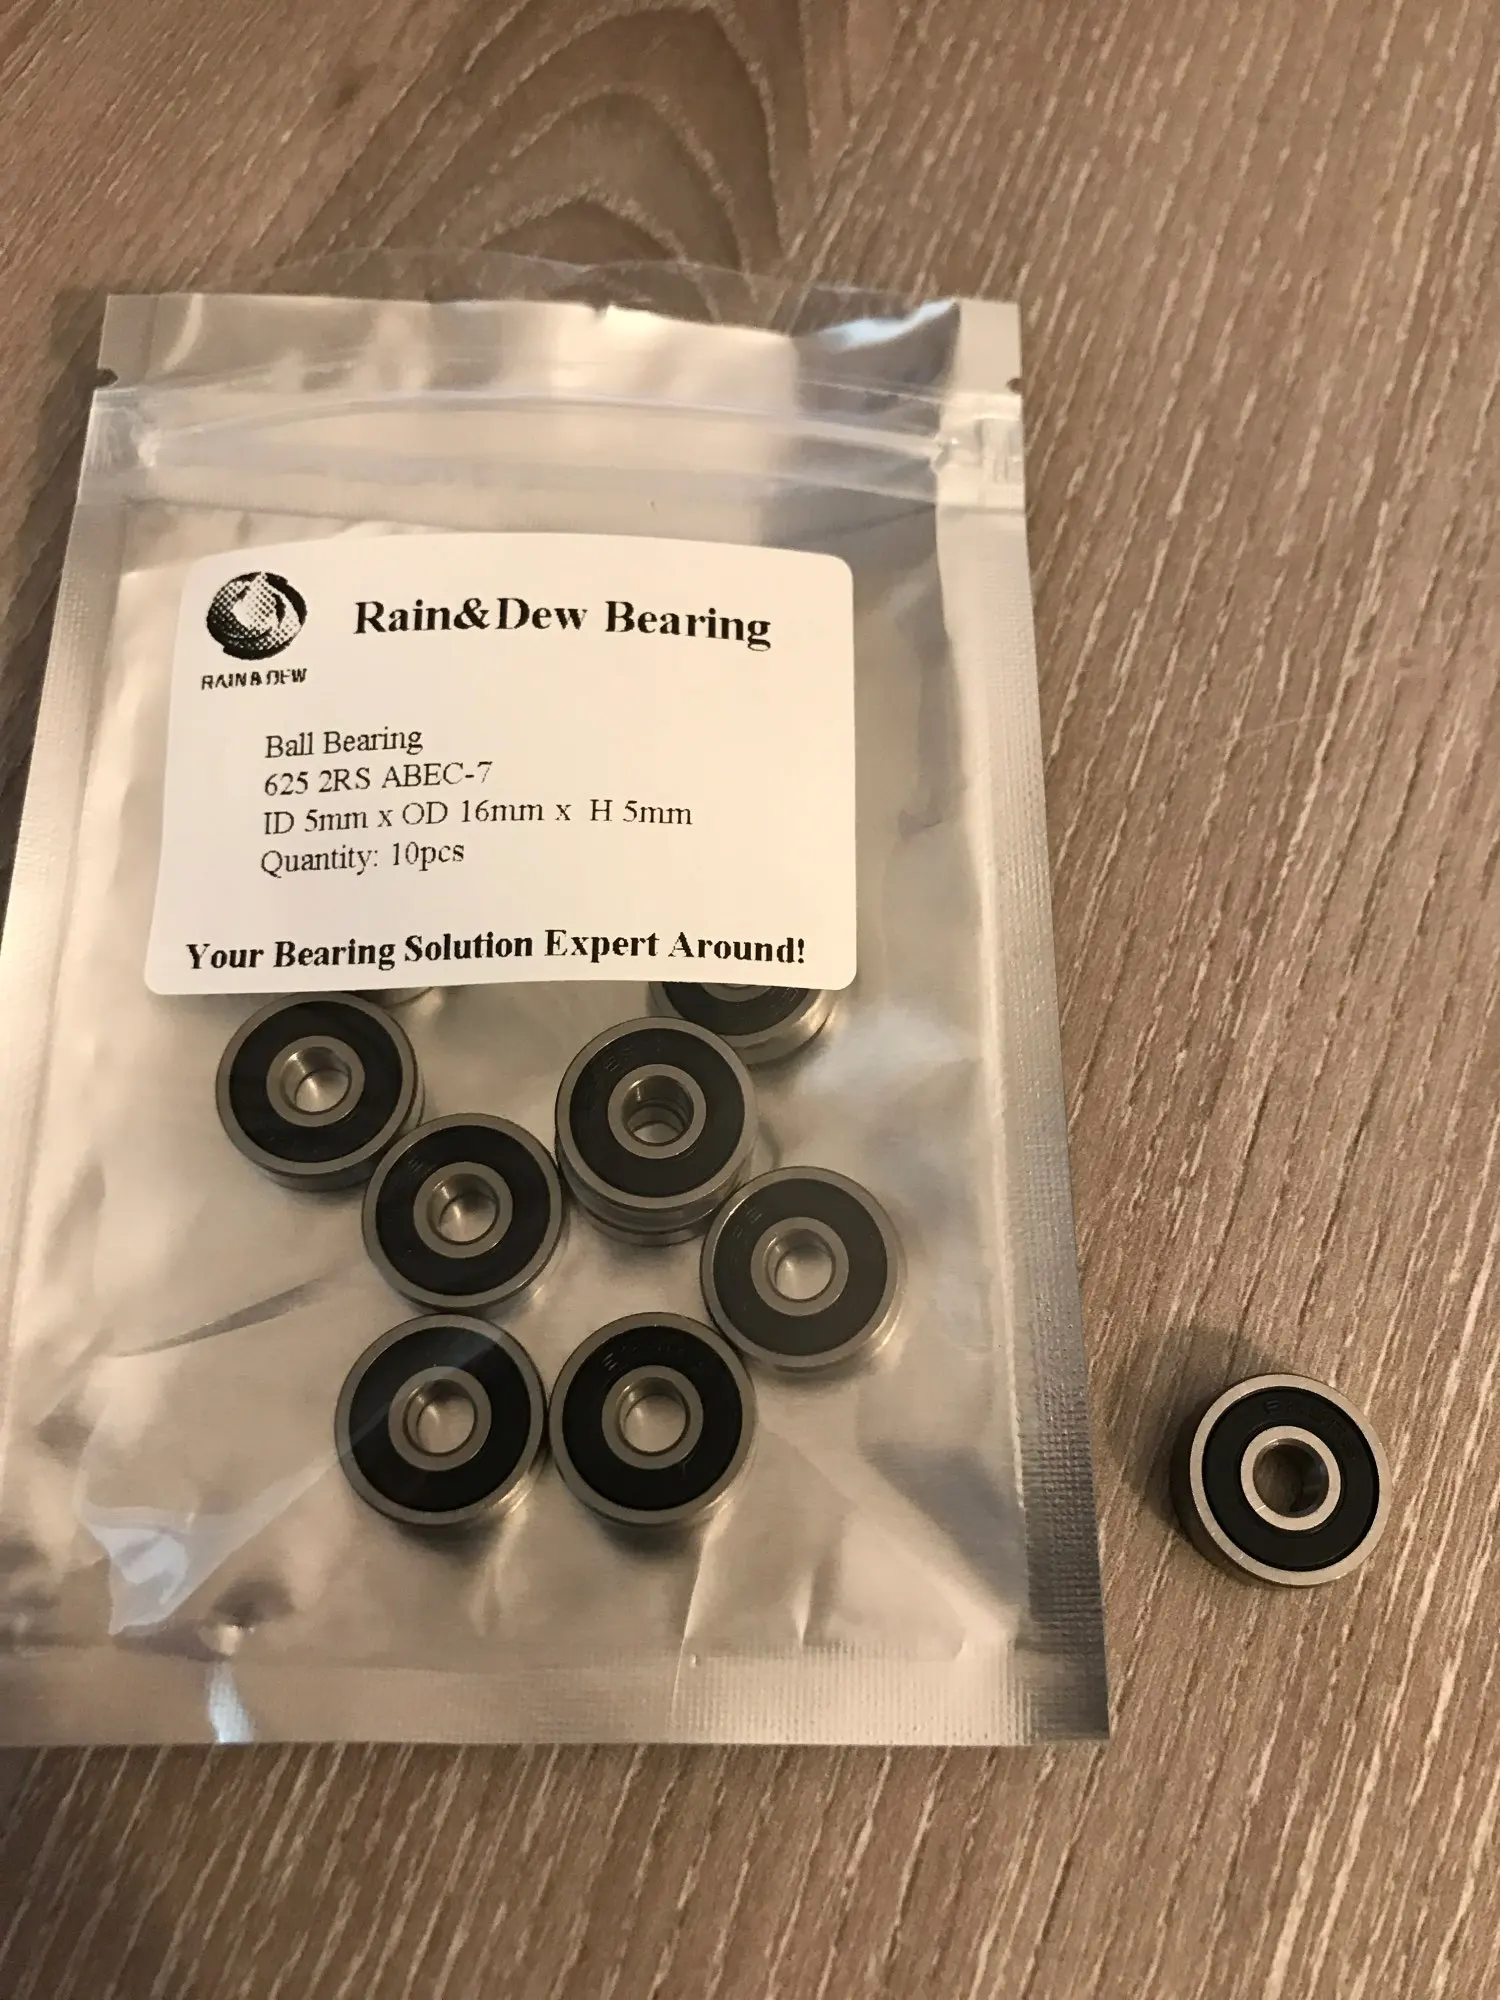 Rain&Dew Bearing
RAIN & DEW
Ball Bearing
625 2RS ABEC-7
ID 5mm x OD 16mm x H 5mm
Quantity: 10pcs
Your Bearing Solution Expert Around!